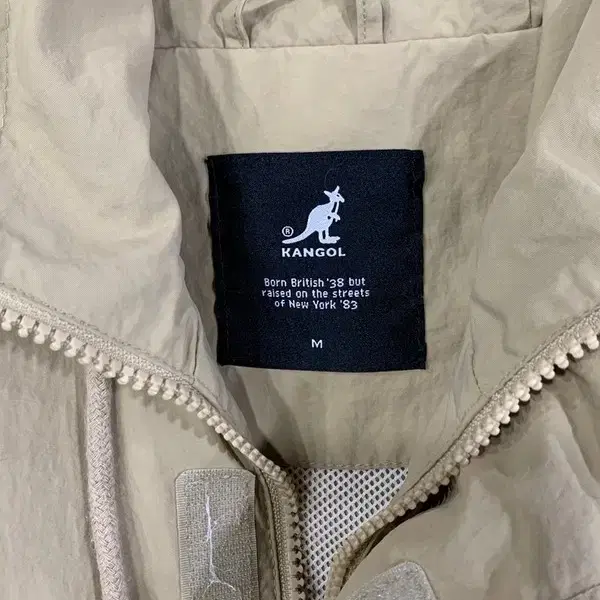 ®
KANGOL
Born British '38 but
raised on the streets
of New York '83
M